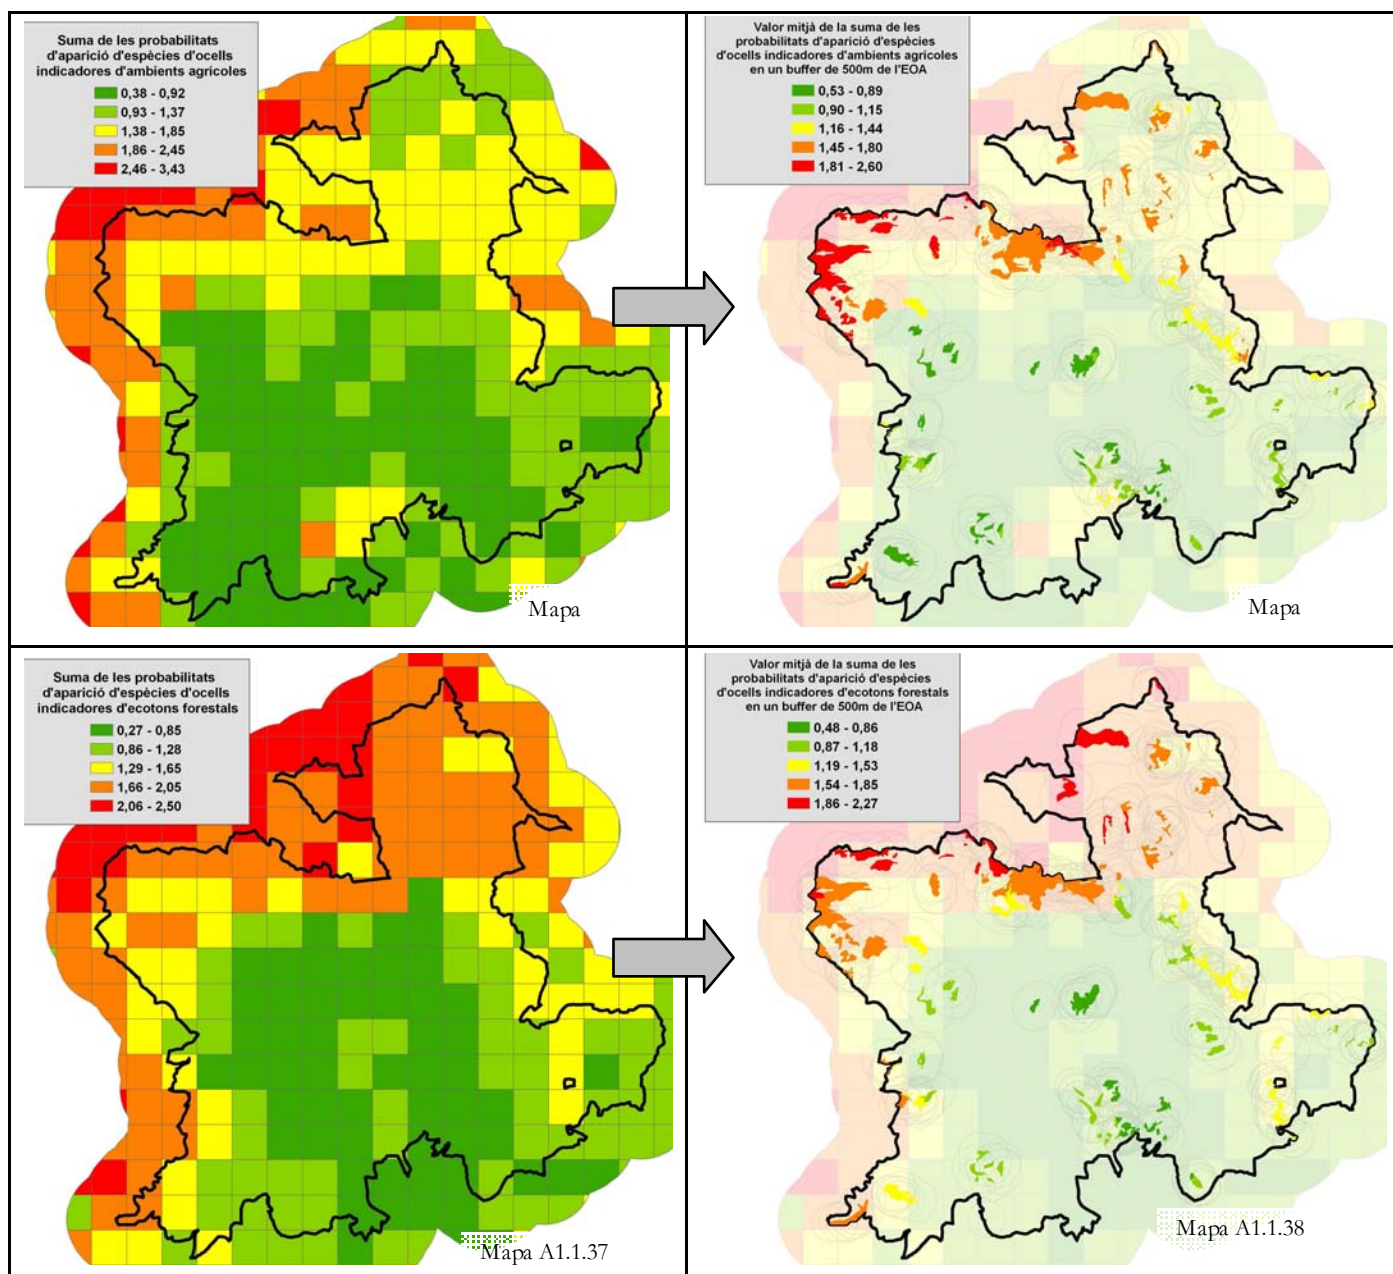 Suma de les probabilitats
d'aparició d'espècies d'ocells
indicadores d'ambients agrícoles
0,38 - 0,92
0,93 - 1,37
1,38 - 1,85
1,86 - 2,45
2,46 - 3,43
Mapa
Valor mitjà de la suma de les
probabilitats d'aparició d'espècies
d'ocells indicadores d'ambients agrícoles
en un buffer de 500m de l'EOA
0,53 - 0,89
0,90 - 1,15
1,16 - 1,44
1,45 - 1,80
1,81 - 2,60
Mapa
Suma de les probabilitats
d'aparició d'espècies d'ocells
indicadores d'ecotons forestals
0,27 - 0,85
0,86 - 1,28
1,29 - 1,65
1,66 - 2,05
2,06 - 2,50
Mapa A1.1.37
Valor mitjà de la suma de les
probabilitats d'aparició d'espècies
d'ocells indicadores d'ecotons forestals
en un buffer de 500m de l'EOA
0,48 - 0,86
0,87 - 1,18
1,19 - 1,53
1,54 - 1,85
1,86 - 2,27
Mapa A1.1.38